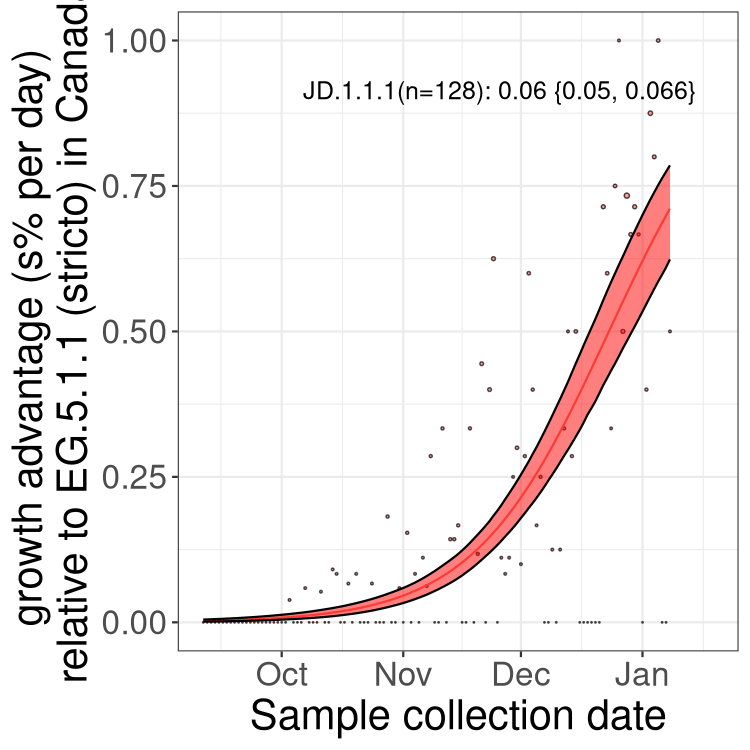 growth advantage (s% per day)
relative to EG.5.1.1 (stricto) in Canada
1.00
0.75
0.50
0.25
0.00
JD.1.1.1(n=128): 0.06 {0.05, 0.066}
Oct Nov Dec Jan
Sample collection date